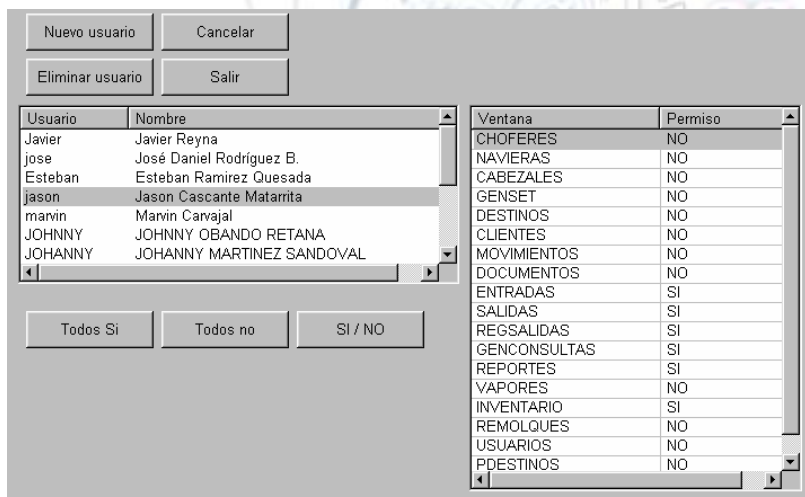 Nuevo usuario Cancelar
Eliminar usuario Salir
Usuario Nombre
Javier Javier Reyna
jose José Daniel Rodríguez B.
Esteban Esteban Ramirez Quesada
jason Jason Cascante Matarrita
marvin Marvin Carvajal
JOHNNY JOHNNY OBANDO RETANA
JOHANNY JOHANNY MARTINEZ SANDOVAL
Todos Si Todos no SI / NO
Ventana Permiso
CHOFERES NO
NAVIERAS NO
CABEZALES NO
GENSET NO
DESTINOS NO
CLIENTES NO
MOVIMIENTOS NO
DOCUMENTOS NO
ENTRADAS SI
SALIDAS SI
REGSALIDAS SI
GENCONSULTAS SI
REPORTES SI
VAPORES NO
INVENTARIO SI
REMOLQUES NO
USUARIOS NO
PDESTINOS NO